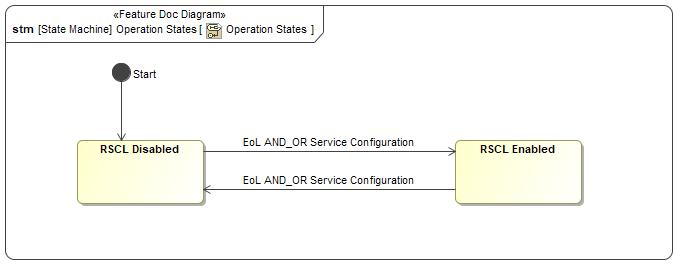 «Feature Doc Diagram»
stm [State Machine] Operation States [ Operation States ]
Start
RSCL Disabled
EoL AND_OR Service Configuration
RSCL Enabled
EoL AND_OR Service Configuration